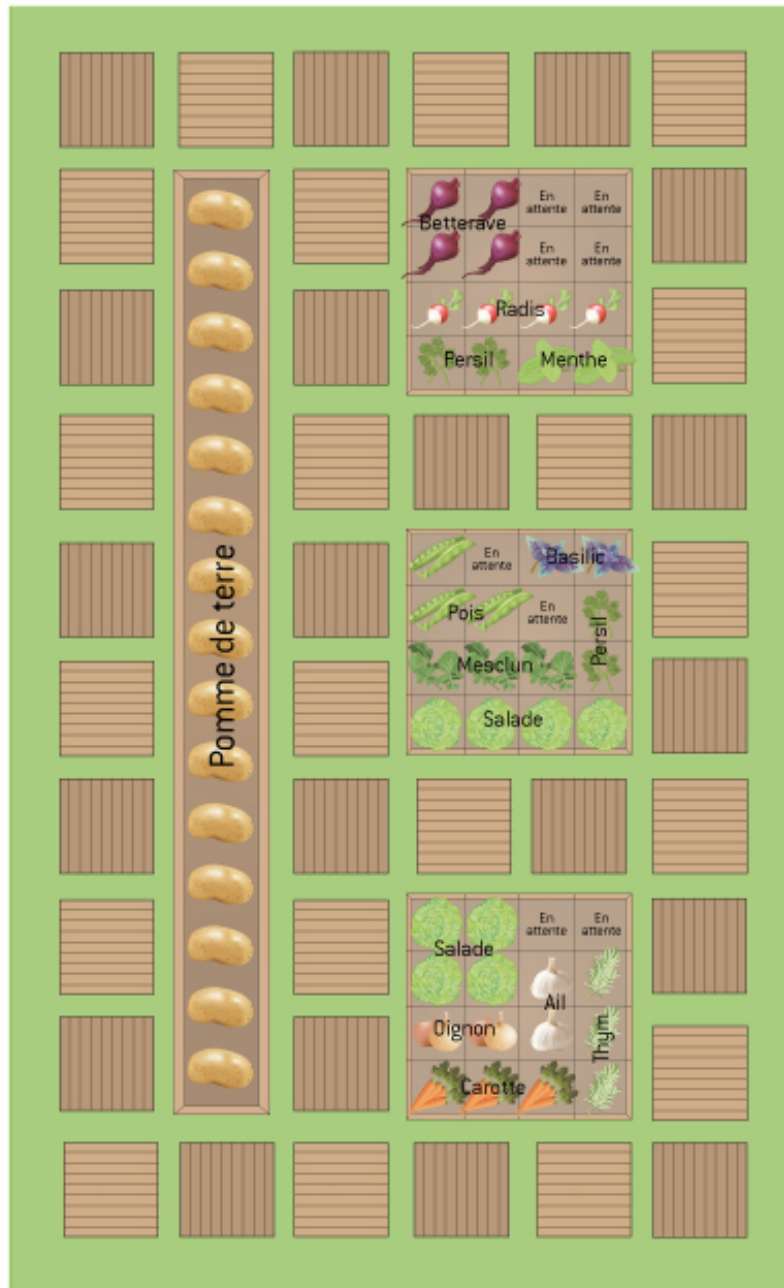 Pomme de terre
En
attente
En
attente
Betterave
En
attente
En
attente
Radis
Persil
Menthe
En
attente
Basilic
Pois
En
attente
Persil
Mesclun
Salade
En
attente
En
attente
Salade
Ail
Oignon
Thym
Carotte